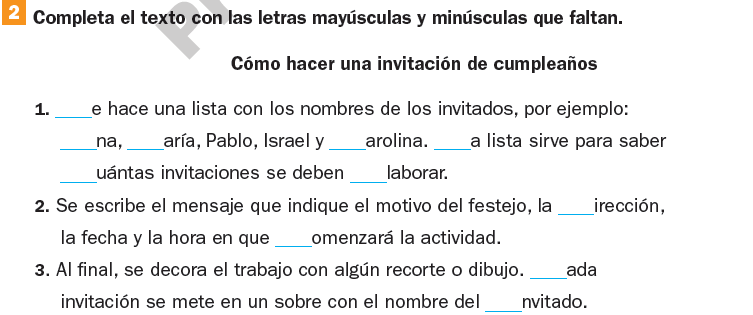 2 Completa el texto con las letras mayúsculas y minúsculas que faltan.
Cómo hacer una invitación de cumpleaños
1. ____e hace una lista con los nombres de los invitados, por ejemplo:
____na, ____aría, Pablo, Israel y ____arolina. ____a lista sirve para saber
____uántas invitaciones se deben ____laborar.
2. Se escribe el mensaje que indique el motivo del festejo, la ____irección,
la fecha y la hora en que ____omenzará la actividad.
3. Al final, se decora el trabajo con algún recorte o dibujo. ____ada
invitación se mete en un sobre con el nombre del ____nvitado.